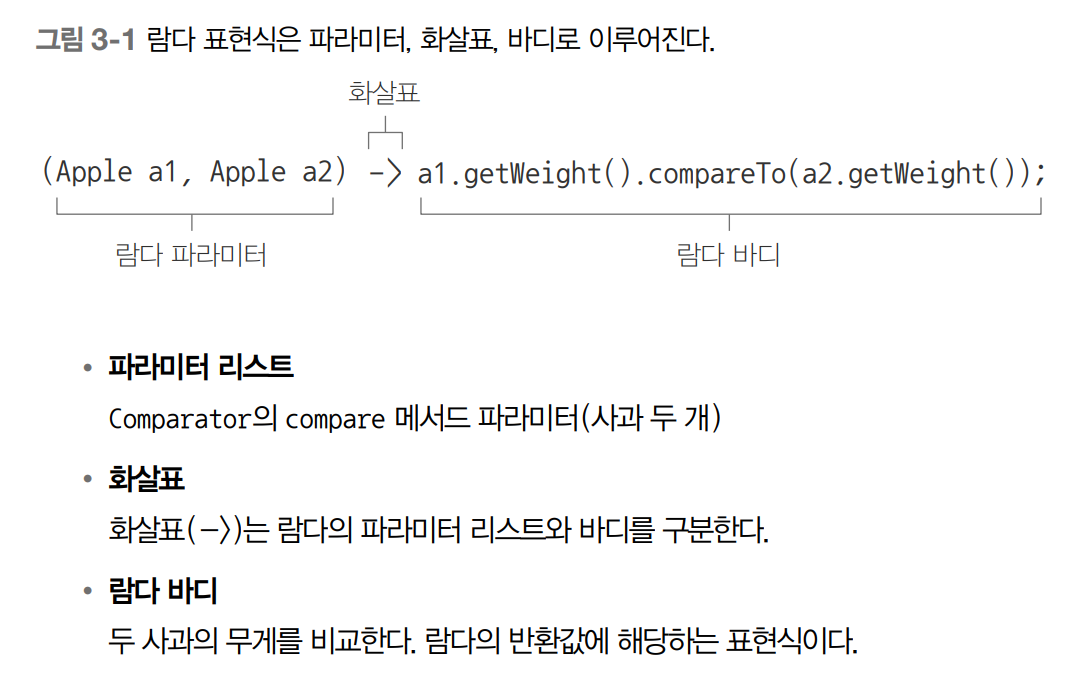 그림 3-1 람다 표현식은 파라미터, 화살표, 바디로 이루어진다.
화살표
(Apple a1, Apple a2) -> a1.getWeight().compareTo(a2.getWeight());
람다 파라미터 람다 바디
• 파라미터 리스트
Comparator의 compare 메서드 파라미터(사과 두 개)
• 화살표
화살표(->)는 람다의 파라미터 리스트와 바디를 구분한다.
• 람다 바디
두 사과의 무게를 비교한다. 람다의 반환값에 해당하는 표현식이다.